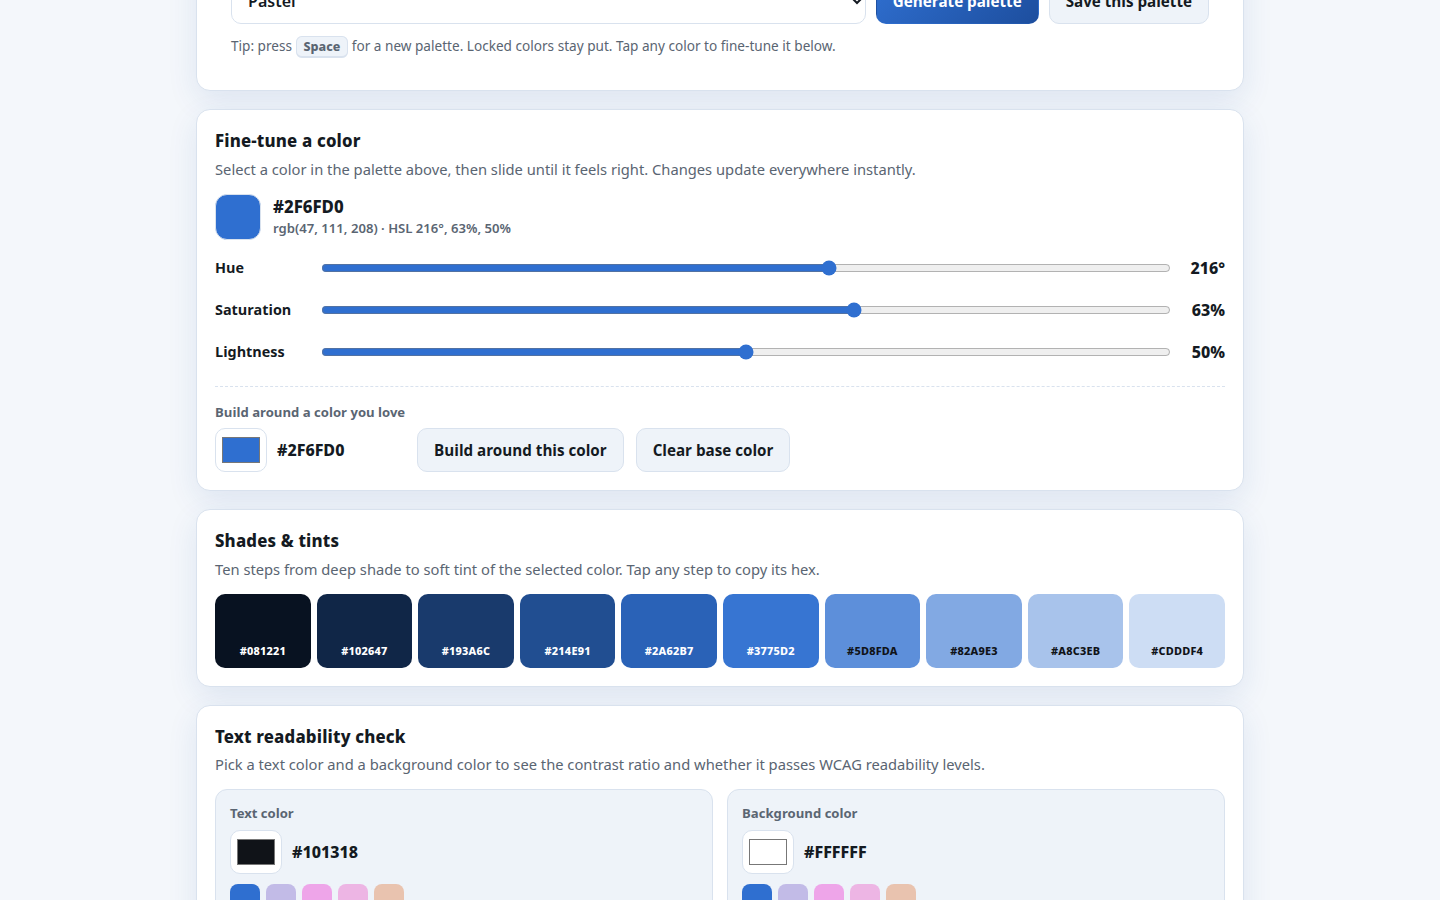 Pastel
Generate palette
Save this palette
Tip: press Space for a new palette. Locked colors stay put. Tap any color to fine-tune it below.
Fine-tune a color
Select a color in the palette above, then slide until it feels right. Changes update everywhere instantly.
#2F6FD0
rgb(47, 111, 208) · HSL 216°, 63%, 50%
Hue 216°
Saturation 63%
Lightness 50%
Build around a color you love
#2F6FD0 Build around this color Clear base color
Shades & tints
Ten steps from deep shade to soft tint of the selected color. Tap any step to copy its hex.
#081221 #102647 #193A6C #214E91 #2A62B7 #3775D2 #5D8FDA #82A9E3 #A8C3EB #CDDDF4
Text readability check
Pick a text color and a background color to see the contrast ratio and whether it passes WCAG readability levels.
Text color
#101318
Background color
#FFFFFF